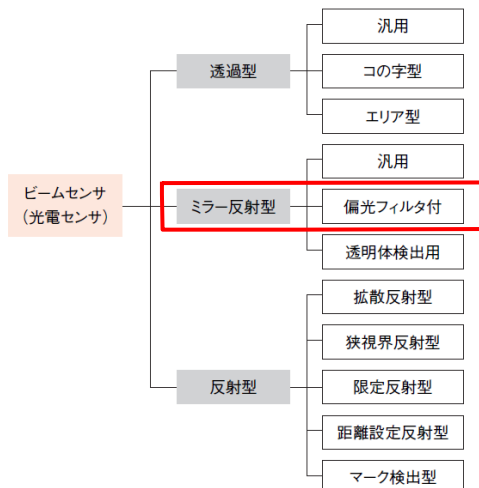 汎用
透過型
コの字型
エリア型
汎用
ビームセンサ
(光電センサ)
ミラー反射型
偏光フィルタ付
透明体検出用
拡散反射型
狭視界反射型
反射型
限定反射型
距離設定反射型
マーク検出型